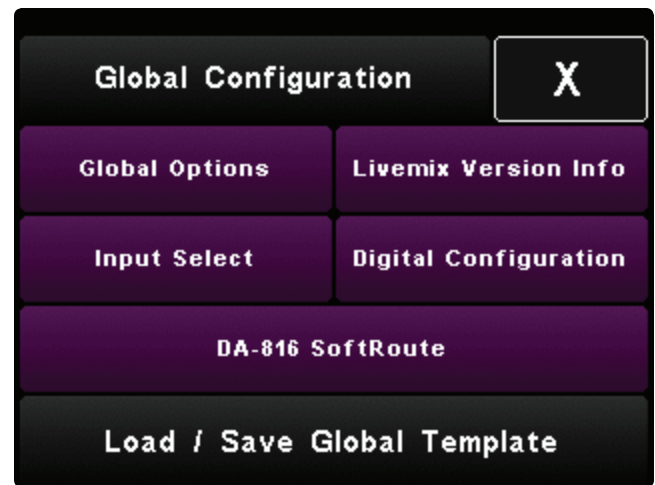 Global Configuration X
Global Options Livemix Version Info
Input Select Digital Configuration
DA-816 SoftRoute
Load / Save Global Template